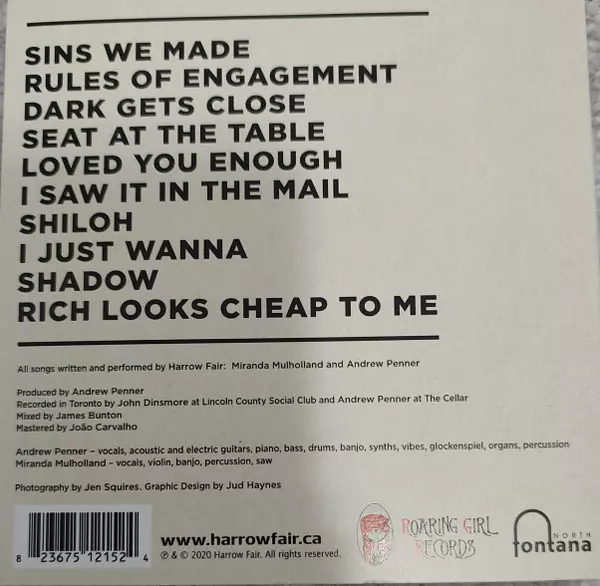 SINS WE MADE
RULES OF ENGAGEMENT
DARK GETS CLOSE
SEAT AT THE TABLE
LOVED YOU ENOUGH
I SAW IT IN THE MAIL
SHILOH
I JUST WANNA
SHADOW
RICH LOOKS CHEAP TO ME
All songs written and performed by Harrow Fair: Miranda Mulholland and Andrew Penner
Produced by Andrew Penner
Recorded in Toronto by John Dinsmore at Lincoln County Social Club and Andrew Penner at The Cellar
Mixed by James Bunton
Mastered by João Carvalho
Andrew Penner – vocals, acoustic and electric guitars, piano, bass, drums, banjo, synths, vibes, glockenspiel, organs, percussion
Miranda Mulholland – vocals, violin, banjo, percussion, saw
Photography by Jen Squires. Graphic Design by Jud Haynes
8 23675 12152 4
www.harrowfair.ca
℗ & © 2020 Harrow Fair. All rights reserved.
ROARING GIRL
RECORDS
NORTH
fontana